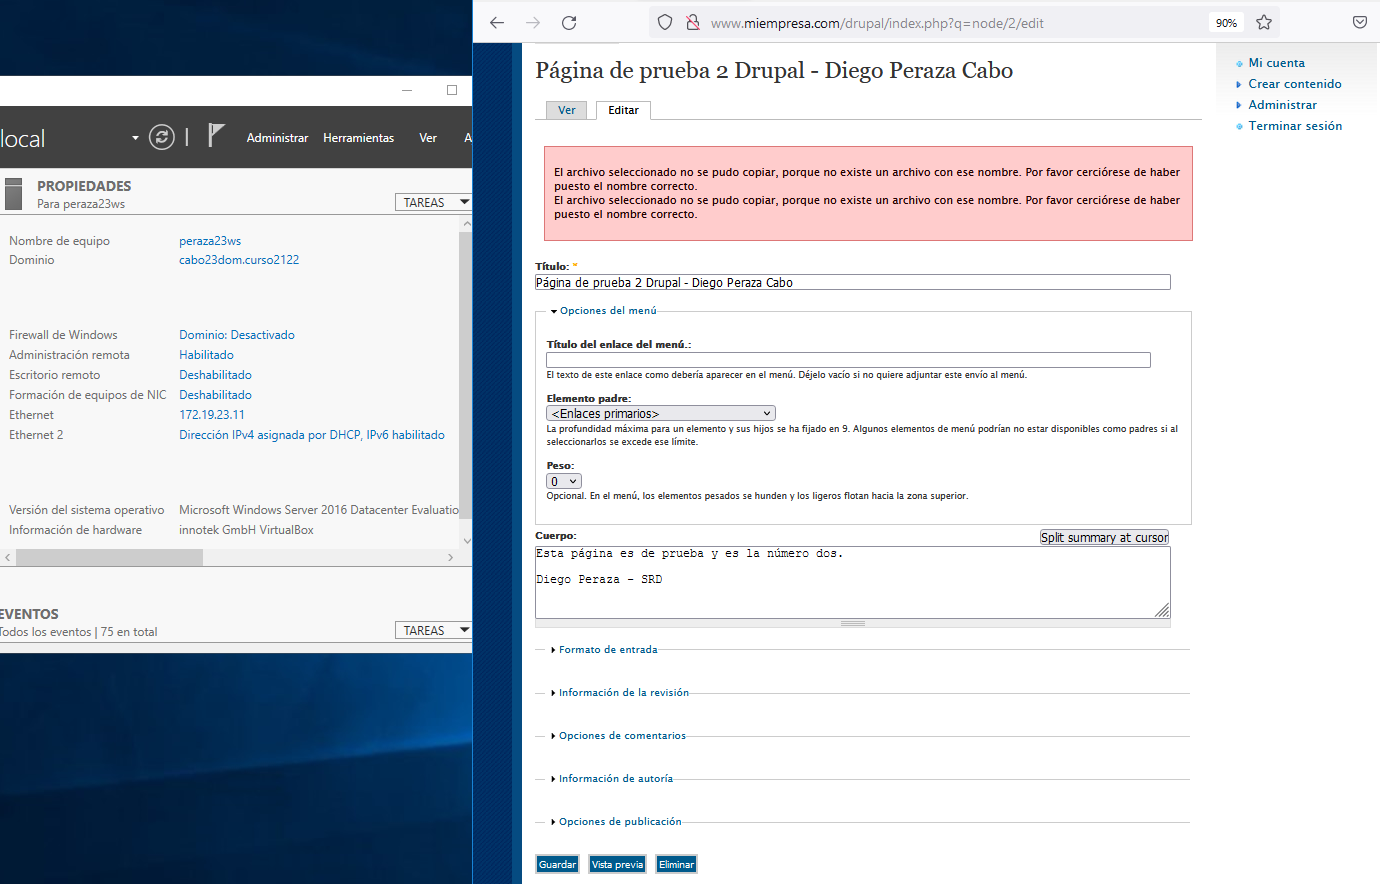 local
Administrar
Herramientas
Ver
A
PROPIEDADES
Para peraza23ws
TAREAS
Nombre de equipo peraza23ws
Dominio cabo23dom.curso2122
Firewall de Windows Dominio: Desactivado
Administración remota Habilitado
Escritorio remoto Deshabilitado
Formación de equipos de NIC Deshabilitado
Ethernet 172.19.23.11
Ethernet 2 Dirección IPv4 asignada por DHCP, IPv6 habilitado
Versión del sistema operativo Microsoft Windows Server 2016 Datacenter Evaluatio
Información de hardware innotek GmbH VirtualBox
EVENTOS
Todos los eventos | 75 en total
TAREAS
www.miempresa.com/drupal/index.php?q=node/2/edit
90%
Página de prueba 2 Drupal - Diego Peraza Cabo
Ver
Editar
El archivo seleccionado no se pudo copiar, porque no existe un archivo con ese nombre. Por favor cerciórese de haber
puesto el nombre correcto.
El archivo seleccionado no se pudo copiar, porque no existe un archivo con ese nombre. Por favor cerciórese de haber
puesto el nombre correcto.
Título: *
Página de prueba 2 Drupal - Diego Peraza Cabo
Opciones del menú
Título del enlace del menú.:
El texto de este enlace como debería aparecer en el menú. Déjelo vacío si no quiere adjuntar este envío al menú.
Elemento padre:
<Enlaces primarios>
La profundidad máxima para un elemento y sus hijos se ha fijado en 9. Algunos elementos de menú podrían no estar disponibles como padres si al
seleccionarlos se excede ese límite.
Peso:
0
Opcional. En el menú, los elementos pesados se hunden y los ligeros flotan hacia la zona superior.
Cuerpo:
Split summary at cursor
Esta página es de prueba y es la número dos.
Diego Peraza - SRD
Formato de entrada
Información de la revisión
Opciones de comentarios
Información de autoría
Opciones de publicación
Guardar
Vista previa
Eliminar
Mi cuenta
Crear contenido
Administrar
Terminar sesión